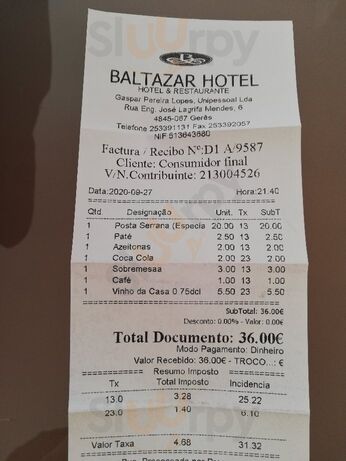 Sluurpy
BALTAZAR HOTEL
HOTEL & RESTAURANTE
Gaspar Pereira Lopes, Unipessoal Lda
Rua Eng. José Lagrifa Mendes, 6
4845-067 Gerês
Telefone 253391131 Fax 253392057
NIF 513643680
Factura / Recibo Nº:D1 A/9587
Cliente: Consumidor final
V/N.Contribuinte: 213004526
Data:2020-09-27 Hora:21.40
Qtd Designação Unit. Tx SubT
1 Posta Serrana (Especia 20.00 13 20.00
1 Paté 2.50 13 2.50
1 Azeitonas 2.00 13 2.00
1 Coca Cola 2.00 23 2.00
1 Sobremesaa 3.00 13 3.00
1 Café 1.00 13 1.00
1 Vinho da Casa 0.75dcl 5.50 23 5.50
SubTotal: 36.00€
Desconto: 0.00% - Valor: 0.00€
Total Documento: 36.00€
Modo Pagamento: Dinheiro
Valor Recebido: 36.00€ - TROCO...: €
Resumo Imposto
Tx Total Imposto Incidencia
13.0 3.28 25.22
23.0 1.40 6.10
Valor Taxa 4.68 31.32